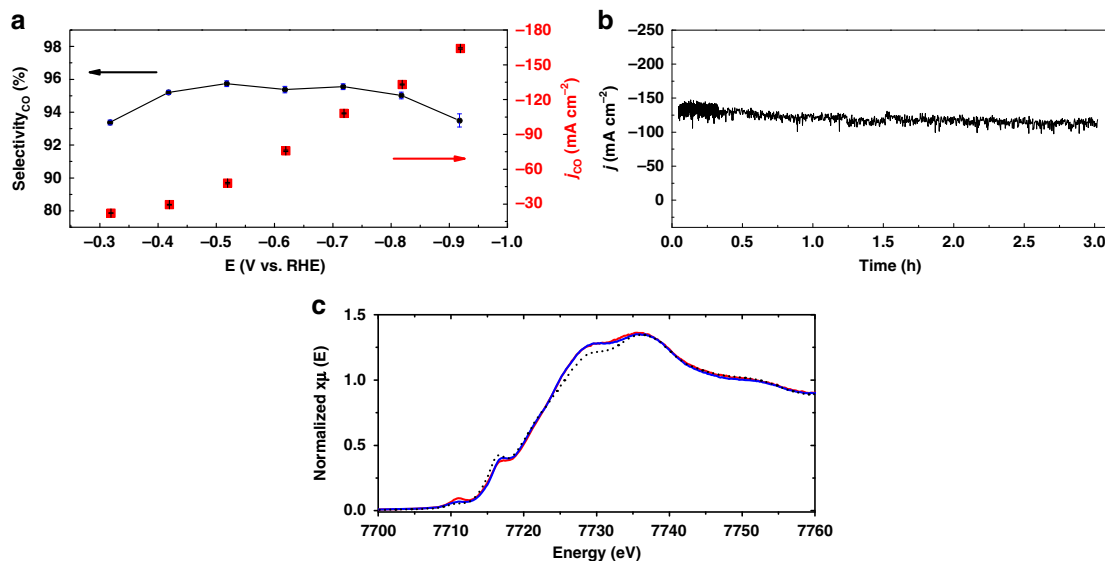 a
98
96
94
92
90
80
Selectivity_CO (%)
–0.3 –0.4 –0.5 –0.6 –0.7 –0.8 –0.9 –1.0
E (V vs. RHE)
–180
–150
–120
–90
–60
–30
j_CO (mA cm⁻²)
b
–250
–200
–150
–100
–50
0
j (mA cm⁻²)
0.0 0.5 1.0 1.5 2.0 2.5 3.0
Time (h)
c
1.5
1.0
0.5
0.0
Normalized xμ (E)
7700 7710 7720 7730 7740 7750 7760
Energy (eV)